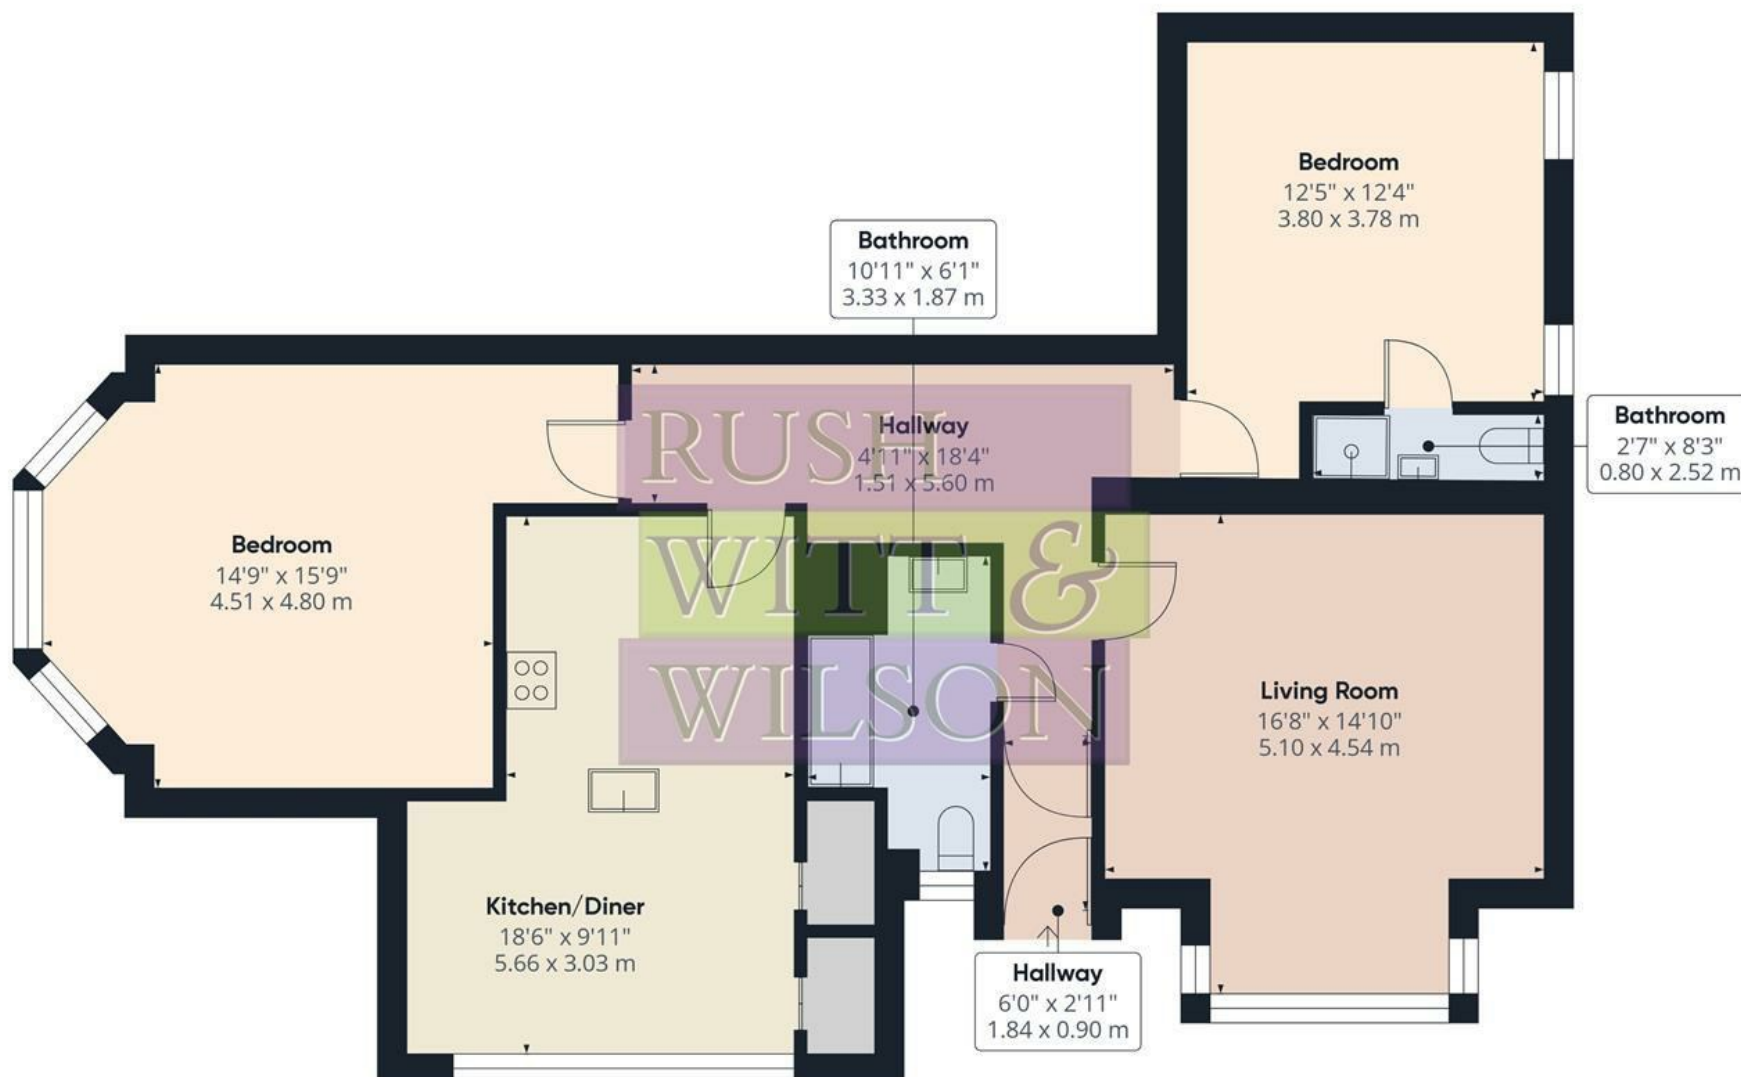 Bedroom
12'5" x 12'4"
3.80 x 3.78 m
Bathroom
10'11" x 6'1"
3.33 x 1.87 m
Bathroom
2'7" x 8'3"
0.80 x 2.52 m
Hallway
4'11" x 18'4"
1.51 x 5.60 m
RUSH
WITT &
WILSON
Bedroom
14'9" x 15'9"
4.51 x 4.80 m
Living Room
16'8" x 14'10"
5.10 x 4.54 m
Kitchen/Diner
18'6" x 9'11"
5.66 x 3.03 m
Hallway
6'0" x 2'11"
1.84 x 0.90 m